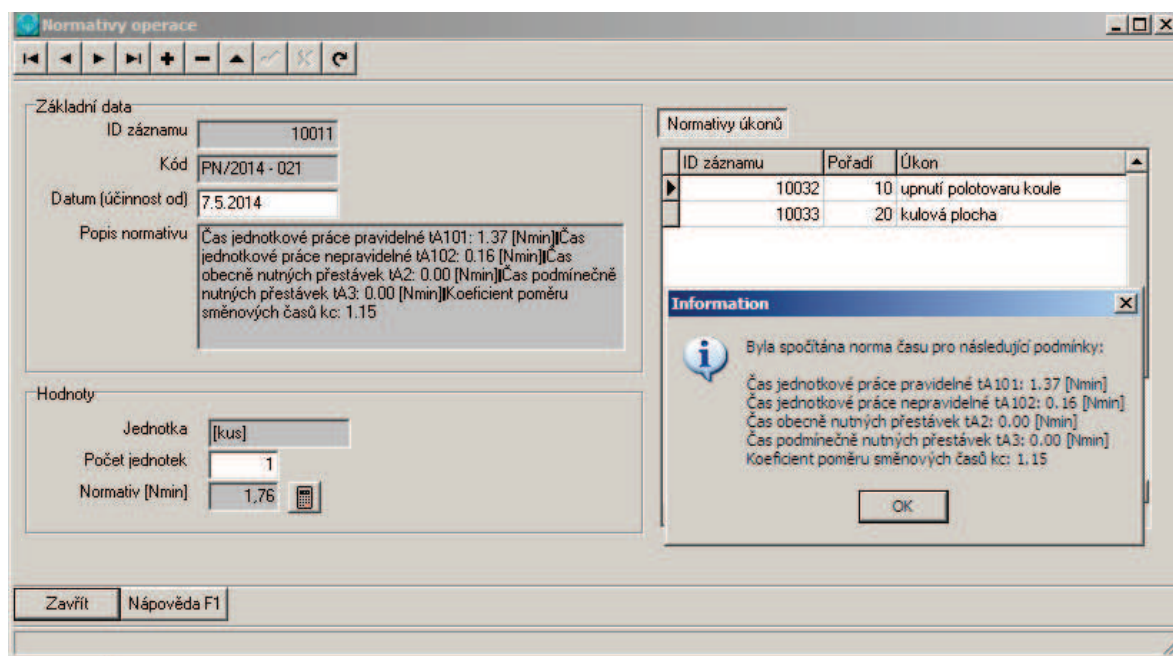 Normativy operace
Základní data
ID záznamu 10011
Kód PN/2014 - 021
Datum (účinnost od) 7.5.2014
Popis normativu Čas jednotkové práce pravidelné tA101: 1.37 [Nmin]|Čas
jednotkové práce nepravidelné tA102: 0.16 [Nmin]|Čas
obecně nutných přestávek tA2: 0.00 [Nmin]|Čas podmínečně
nutných přestávek tA3: 0.00 [Nmin]|Koeficient poměru
směnových časů kc: 1.15
Hodnoty
Jednotka [kus]
Počet jednotek 1
Normativ [Nmin] 1,76
Normativy úkonů
ID záznamu Pořadí Úkon
10032 10 upnutí polotovaru koule
10033 20 kulová plocha
Information
Byla spočítána norma času pro následující podmínky:
Čas jednotkové práce pravidelné tA101: 1.37 [Nmin]
Čas jednotkové práce nepravidelné tA102: 0.16 [Nmin]
Čas obecně nutných přestávek tA2: 0.00 [Nmin]
Čas podmínečně nutných přestávek tA3: 0.00 [Nmin]
Koeficient poměru směnových časů kc: 1.15
OK
Zavřít Nápověda F1